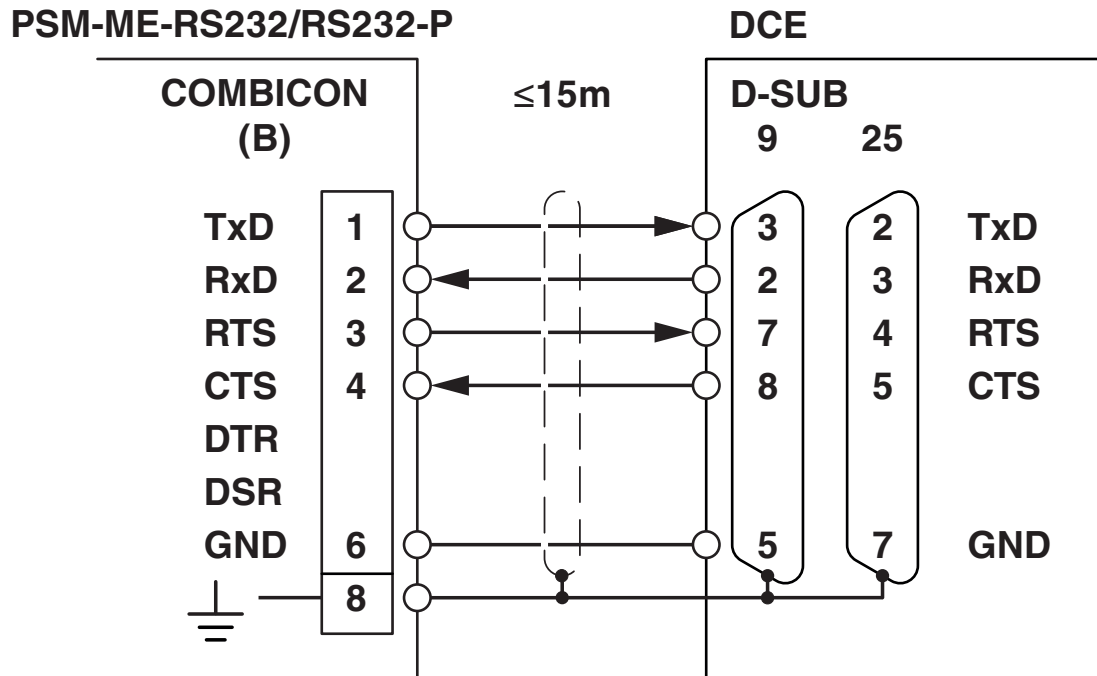 PSM-ME-RS232/RS232-P DCE
COMBICON ≤15m D-SUB
(B) 9 25
TxD 1 3 2 TxD
RxD 2 2 3 RxD
RTS 3 7 4 RTS
CTS 4 8 5 CTS
DTR
DSR
GND 6 5 7 GND
8